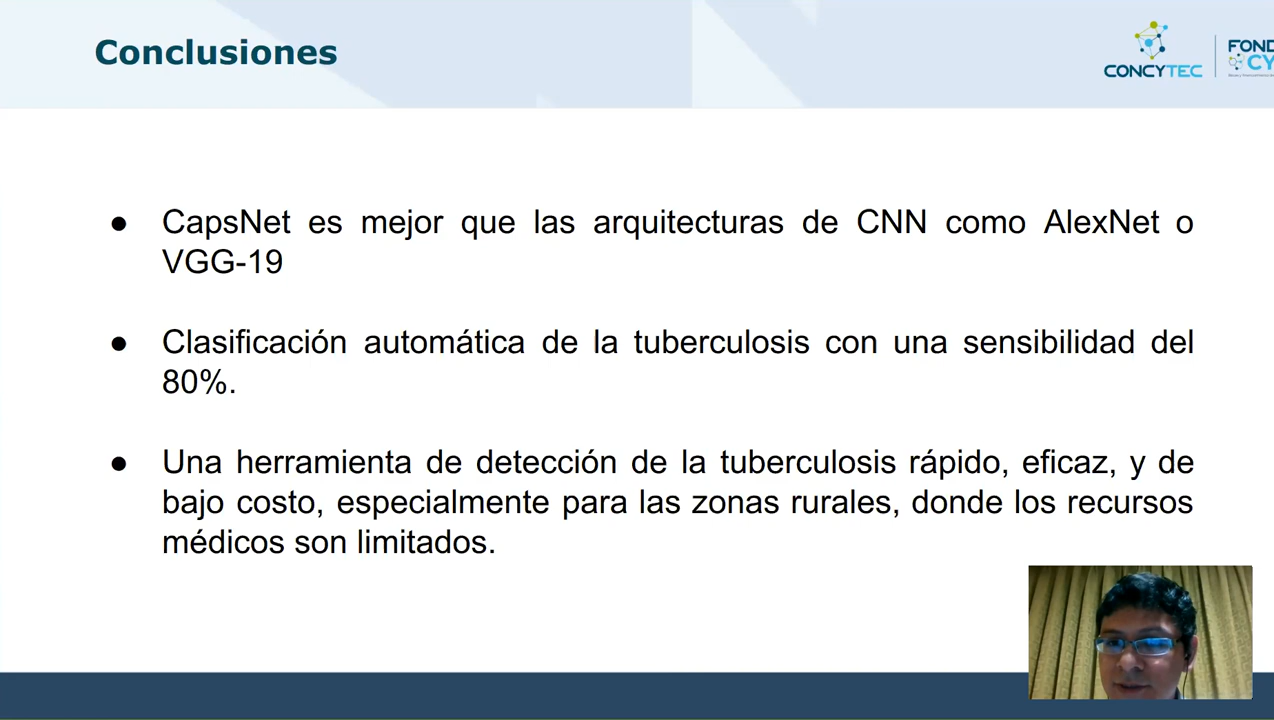 Conclusiones
CONCYTEC
FOND
CY
● CapsNet es mejor que las arquitecturas de CNN como AlexNet o
VGG-19
● Clasificación automática de la tuberculosis con una sensibilidad del
80%.
● Una herramienta de detección de la tuberculosis rápido, eficaz, y de
bajo costo, especialmente para las zonas rurales, donde los recursos
médicos son limitados.